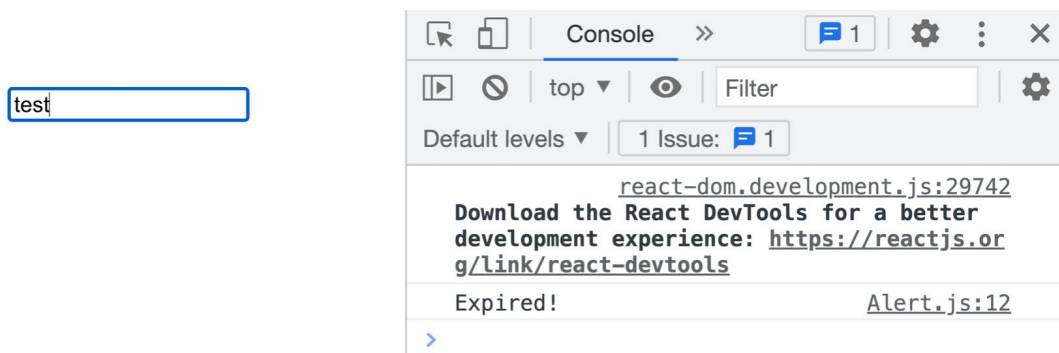 Console
1
test
top
Filter
Default levels
1 Issue: 1
react-dom.development.js:29742
Download the React DevTools for a better
development experience: https://reactjs.or
g/link/react-devtools
Expired! Alert.js:12